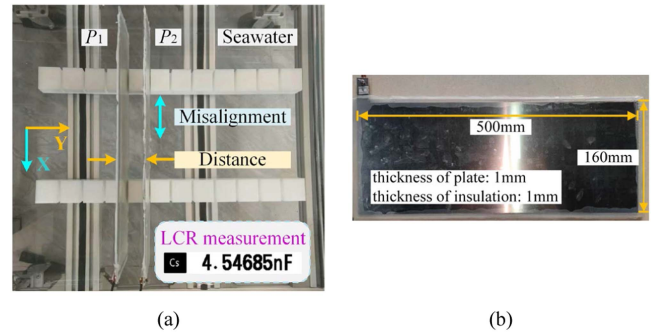 P1 P2 Seawater
Misalignment
Y
X
Distance
LCR measurement
Cs 4.54685nF
500mm
160mm
thickness of plate: 1mm
thickness of insulation: 1mm
(a) (b)